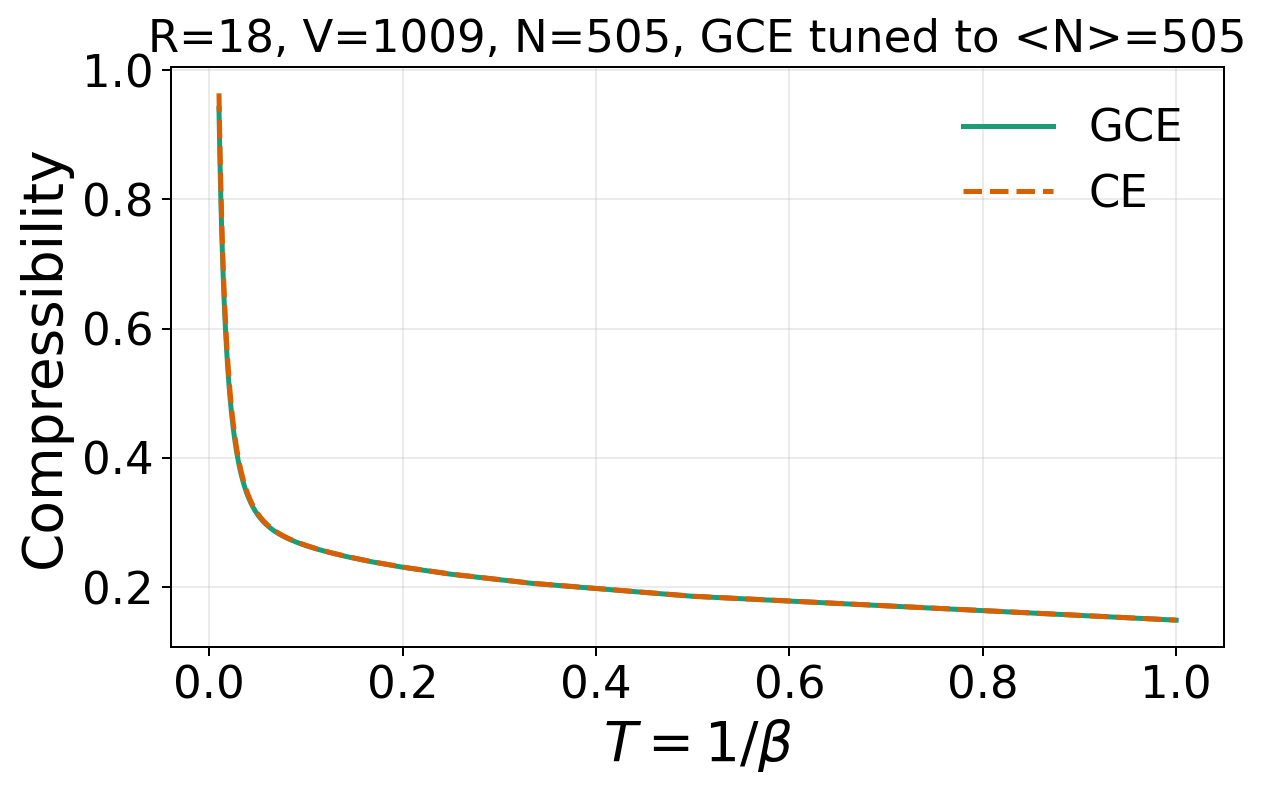 R=18, V=1009, N=505, GCE tuned to <N>=505
1.0
0.8
0.6
0.4
0.2
Compressibility
GCE
CE
0.0 0.2 0.4 0.6 0.8 1.0
T = 1/β